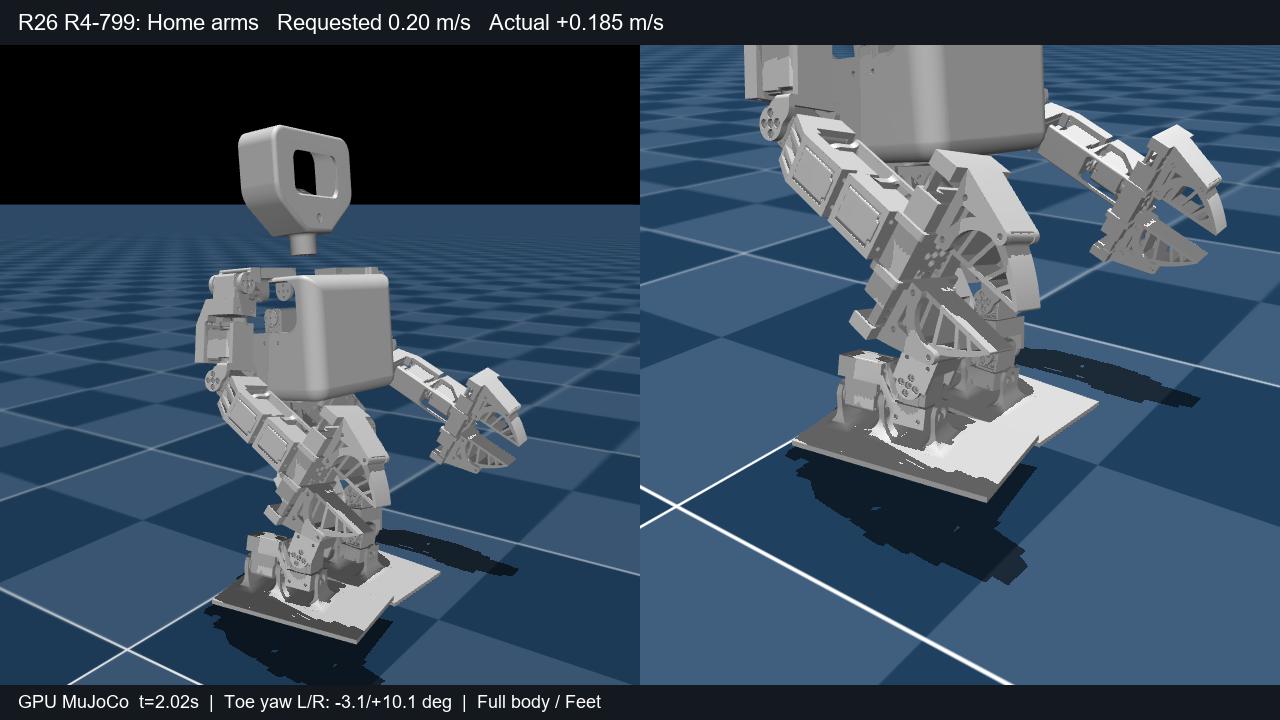 R26 R4-799: Home arms Requested 0.20 m/s Actual +0.185 m/s
GPU MuJoCo t=2.02s | Toe yaw L/R: -3.1/+10.1 deg | Full body / Feet